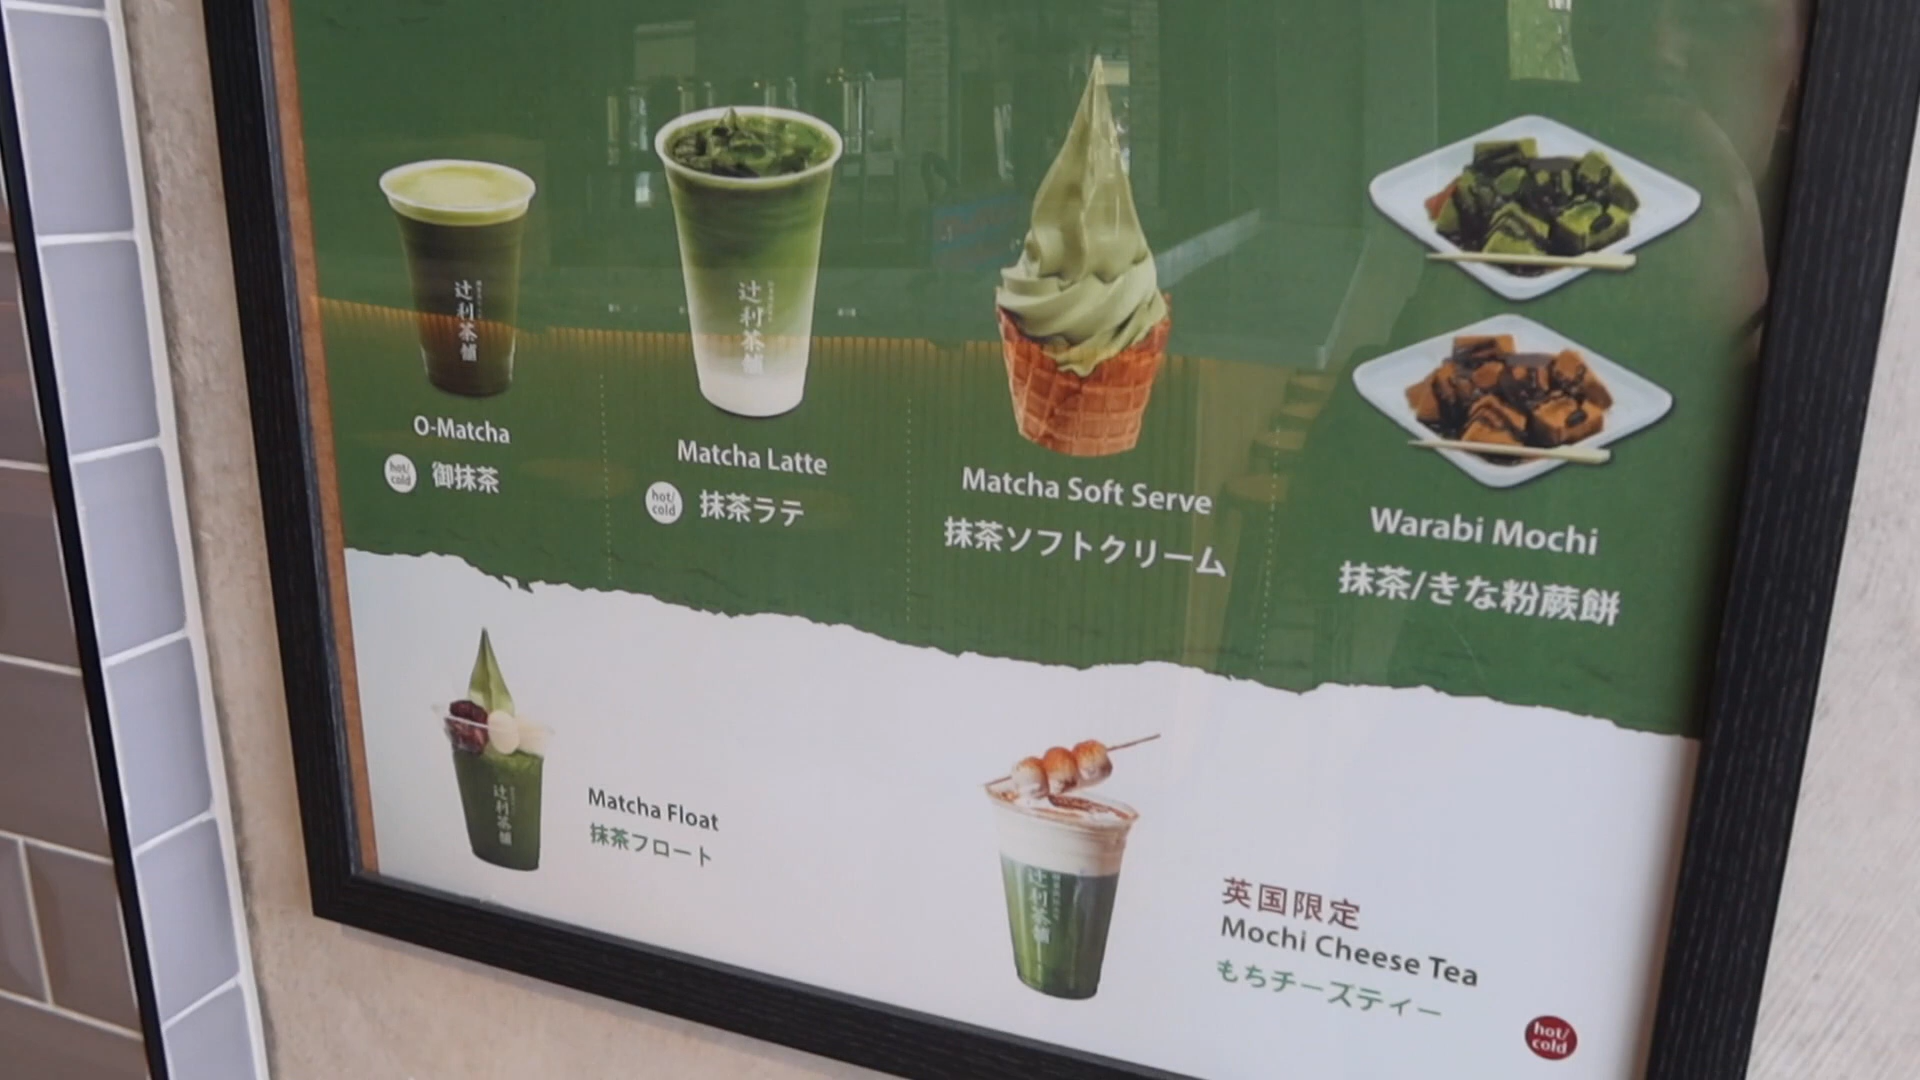 辻利茶舗
O-Matcha
hot/
cold
御抹茶
辻利茶舗
Matcha Latte
hot/
cold
抹茶ラテ
Matcha Soft Serve
抹茶ソフトクリーム
Warabi Mochi
抹茶/きな粉蕨餅
辻利茶舗
Matcha Float
抹茶フロート
辻利茶舗
英国限定
Mochi Cheese Tea
もちチーズティー
hot/
cold